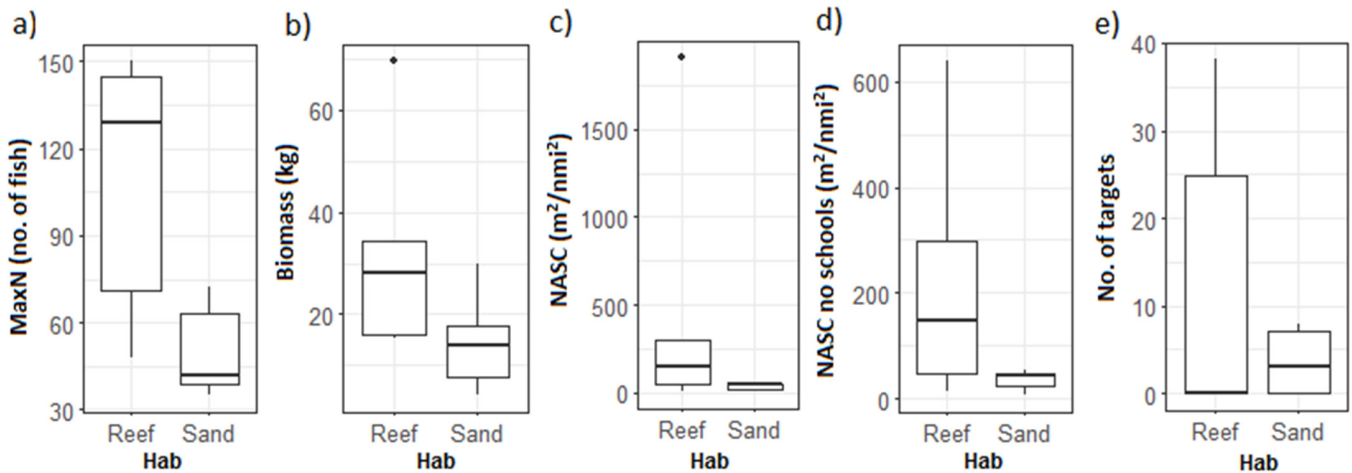 a)
MaxN (no. of fish)
150
120
90
60
30
Reef Sand
Hab
b)
Biomass (kg)
60
40
20
Reef Sand
Hab
c)
NASC (m²/nmi²)
1500
1000
500
0
Reef Sand
Hab
d)
NASC no schools (m²/nmi²)
600
400
200
0
Reef Sand
Hab
e)
No. of targets
40
30
20
10
0
Reef Sand
Hab